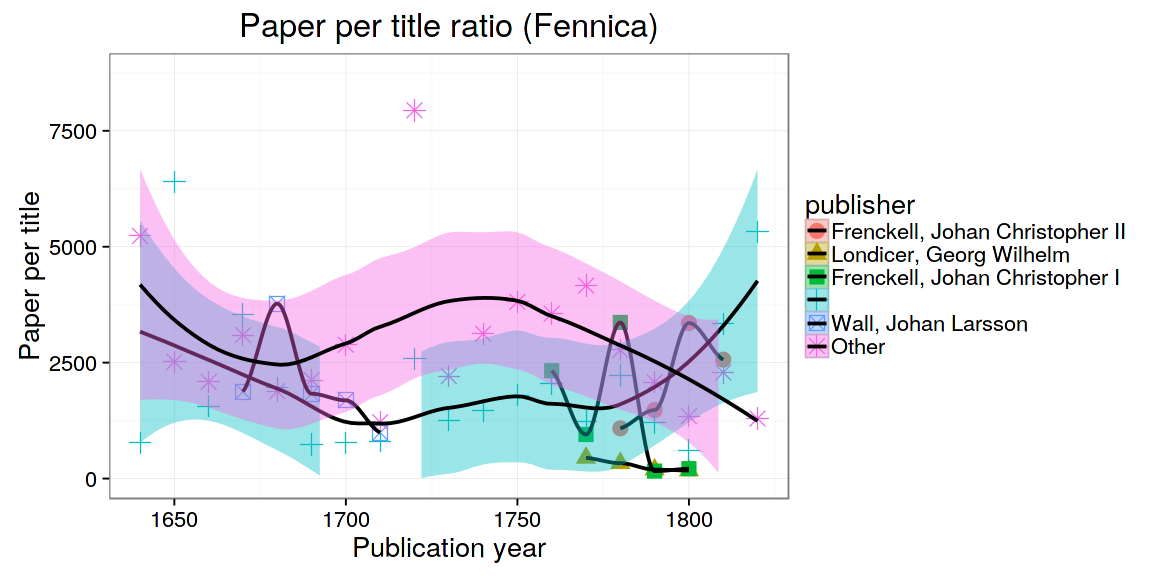 Paper per title ratio (Fennica)
7500
5000
2500
0
Paper per title
1650 1700 1750 1800
Publication year
publisher
Frenckell, Johan Christopher II
Londicer, Georg Wilhelm
Frenckell, Johan Christopher I
Wall, Johan Larsson
Other